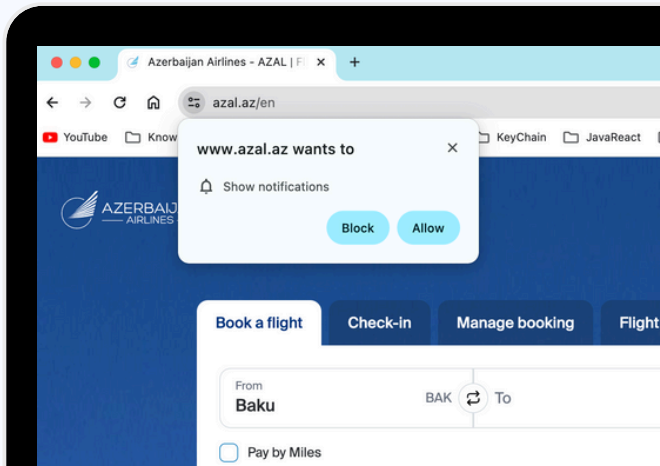 Azerbaijan Airlines - AZAL | F
azal.az/en
YouTube Know KeyChain JavaReact
www.azal.az wants to
Show notifications
Block Allow
AZERBAIJ
AIRLINES
Book a flight Check-in Manage booking Flight
From
Baku BAK To
Pay by Miles